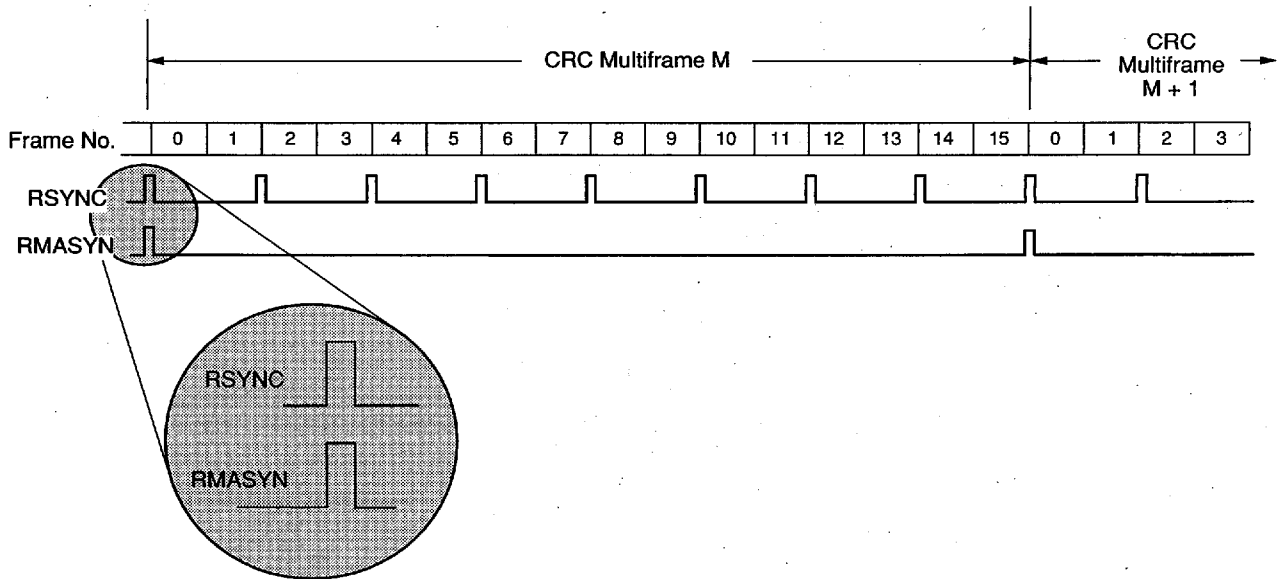 CRC Multiframe M
CRC
Multiframe
M + 1
Frame No. 0 1 2 3 4 5 6 7 8 9 10 11 12 13 14 15 0 1 2 3
RSYNC
RMASYN
RSYNC
RMASYN